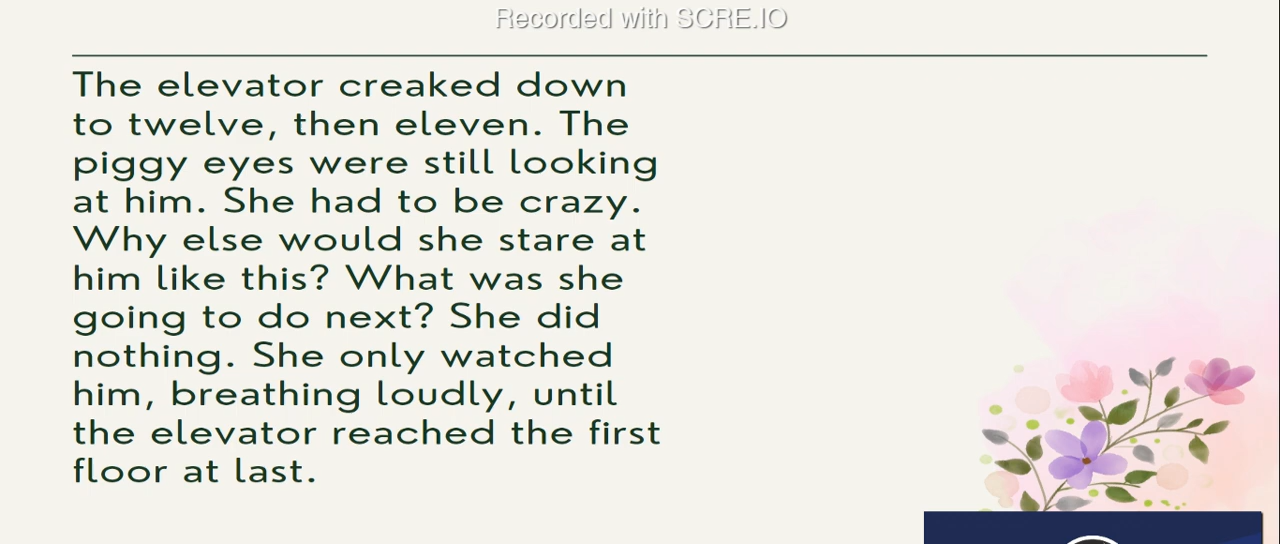 Recorded with SCRE.IO
The elevator creaked down
to twelve, then eleven. The
piggy eyes were still looking
at him. She had to be crazy.
Why else would she stare at
him like this? What was she
going to do next? She did
nothing. She only watched
him, breathing loudly, until
the elevator reached the first
floor at last.